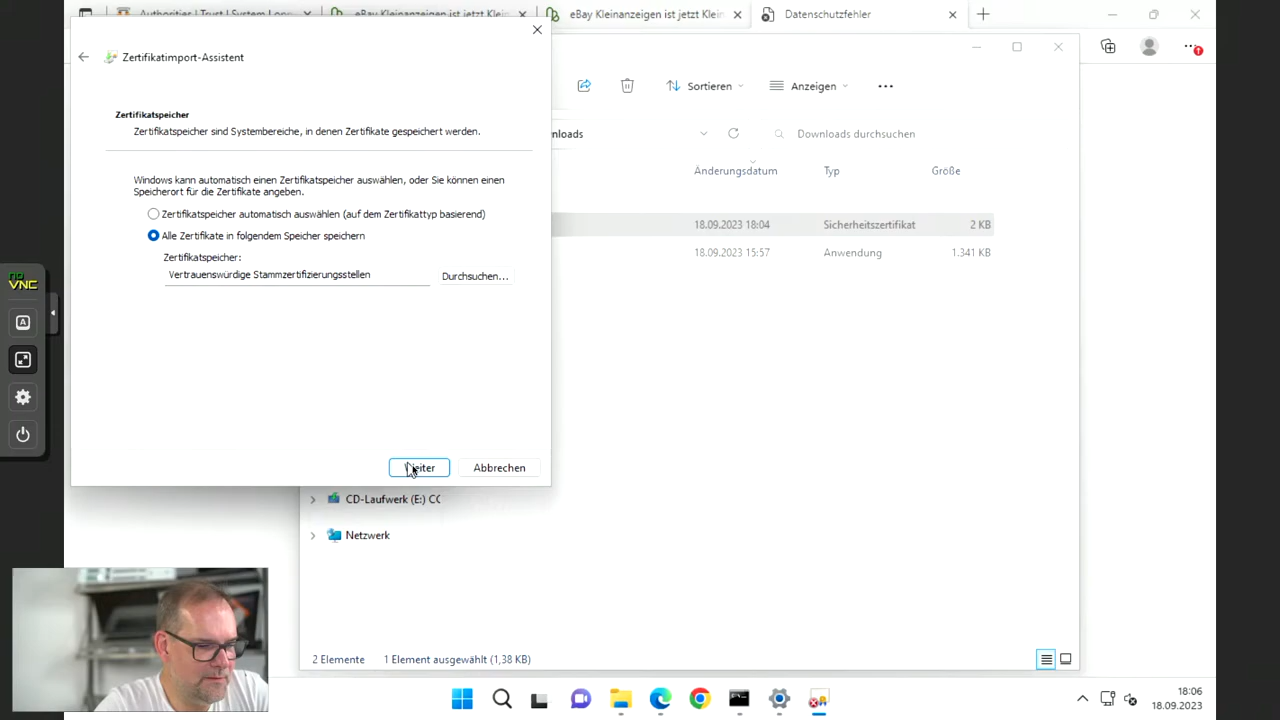 Authorities | Trust | System
eBay Kleinanzeigen ist jetzt Klein
eBay Kleinanzeigen ist jetzt Klein
Datenschutzfehler
Zertifikatimport-Assistent
Zertifikatspeicher
Zertifikatspeicher sind Systembereiche, in denen Zertifikate gespeichert werden.
Windows kann automatisch einen Zertifikatspeicher auswählen, oder Sie können einen
Speicherort für die Zertifikate angeben.
Zertifikatspeicher automatisch auswählen (auf dem Zertifikattyp basierend)
Alle Zertifikate in folgendem Speicher speichern
Zertifikatspeicher:
Vertrauenswürdige Stammzertifizierungsstellen
Durchsuchen...
Weiter
Abbrechen
Sortieren
Anzeigen
nloads
Downloads durchsuchen
Änderungsdatum Typ Größe
18.09.2023 18:04 Sicherheitszertifikat 2 KB
18.09.2023 15:57 Anwendung 1.341 KB
CD-Laufwerk (E:) CC
Netzwerk
2 Elemente 1 Element ausgewählt (1,38 KB)
no
VNC
A
18:06
18.09.2023